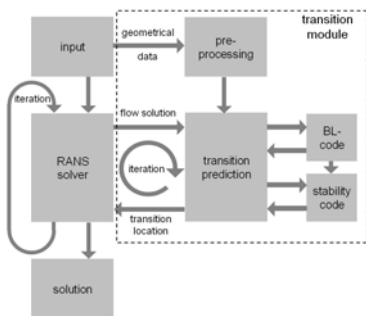 transition
module
input
geometrical
data
pre-
processing
iteration
flow solution
RANS
solver
iteration
transition
prediction
BL-
code
stability
code
transition
location
solution